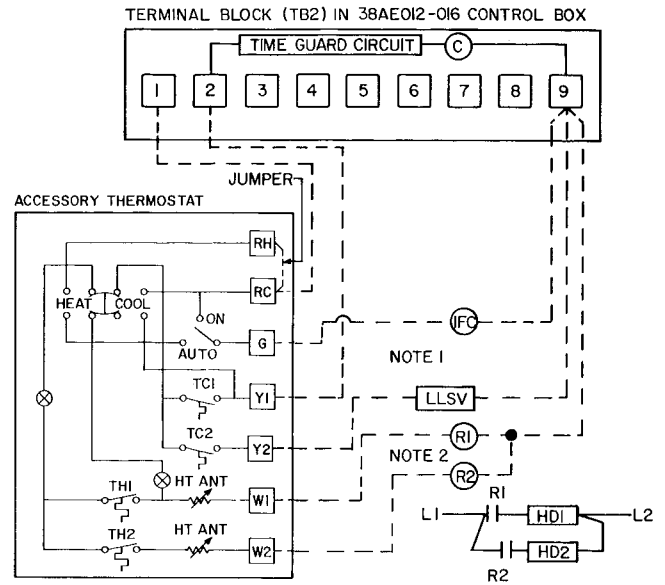 TERMINAL BLOCK (TB2) IN 38AE012-016 CONTROL BOX
TIME GUARD CIRCUIT
C
1 2 3 4 5 6 7 8 9
JUMPER
ACCESSORY THERMOSTAT
RH
RC
HEAT COOL
ON
AUTO
G
IFC
NOTE 1
TC1
Y1
LLSV
TC2
Y2
R1
NOTE 2
R2
TH1
HT ANT
W1
TH2
HT ANT
W2
R1
L1
HD1
L2
HD2
R2